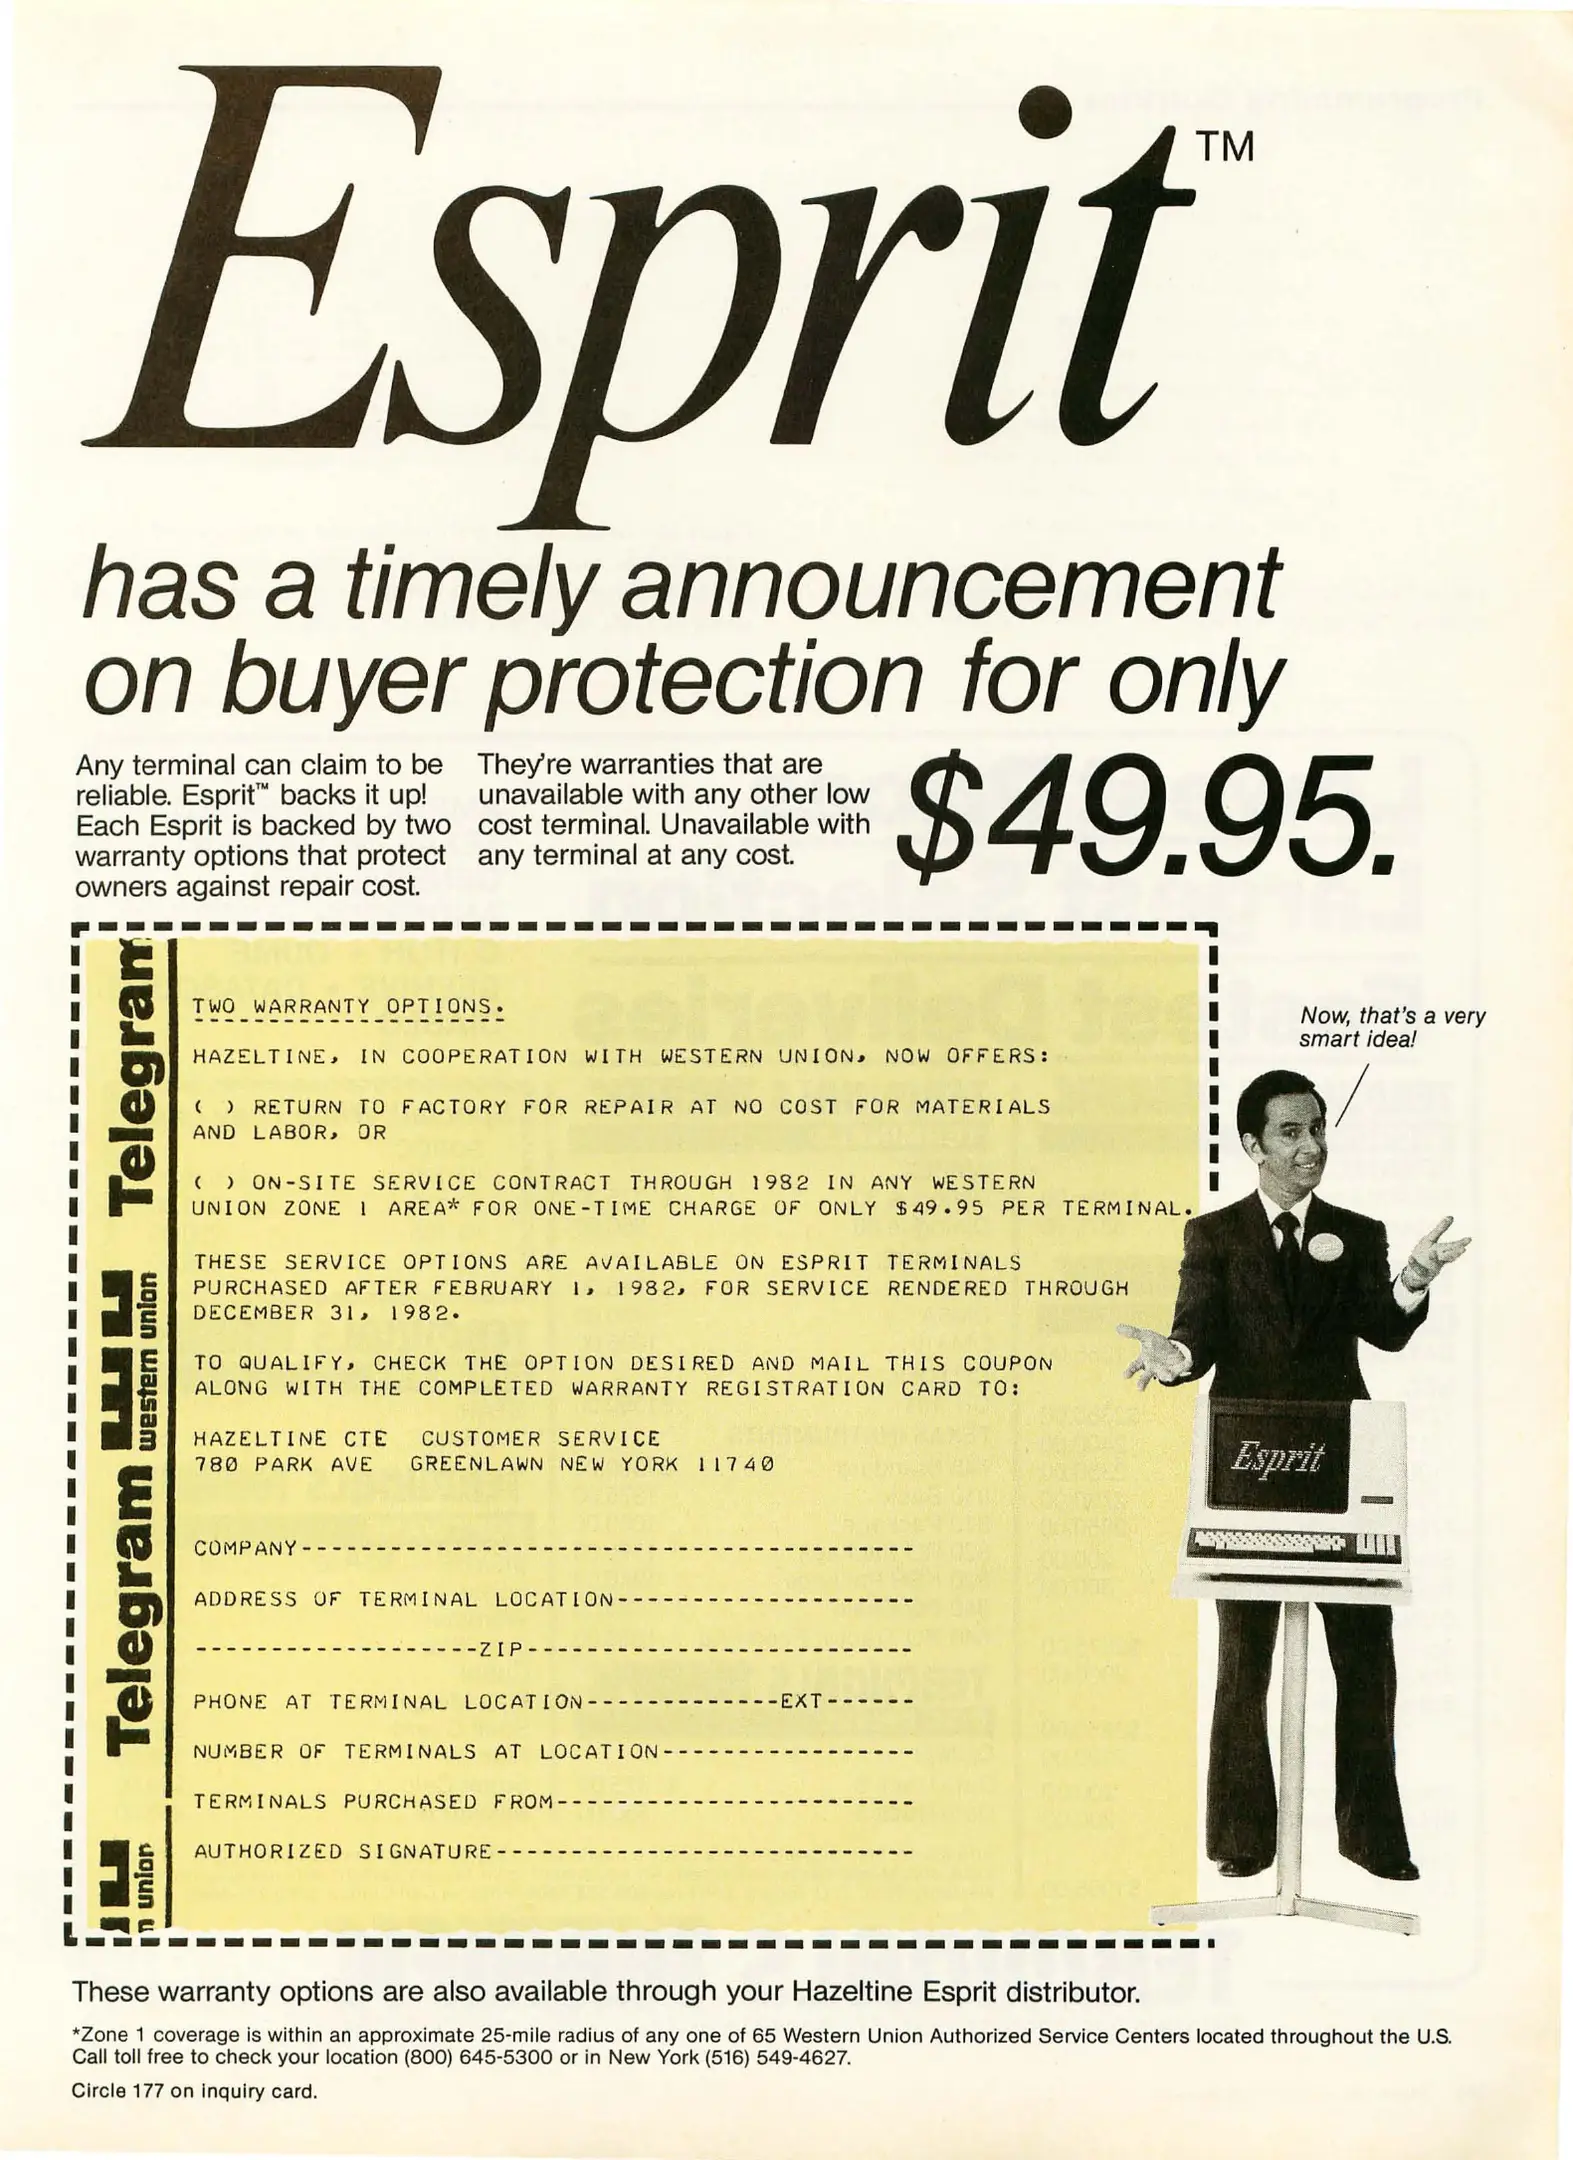 Esprit™
has a timely announcement
on buyer protection for only
$49.95.
Any terminal can claim to be
reliable. Esprit™ backs it up!
Each Esprit is backed by two
warranty options that protect
owners against repair cost.
They're warranties that are
unavailable with any other low
cost terminal. Unavailable with
any terminal at any cost.
Telegram
western union
Telegram
n union
TWO WARRANTY OPTIONS.
HAZELTINE, IN COOPERATION WITH WESTERN UNION, NOW OFFERS:
( ) RETURN TO FACTORY FOR REPAIR AT NO COST FOR MATERIALS
AND LABOR, OR
( ) ON-SITE SERVICE CONTRACT THROUGH 1982 IN ANY WESTERN
UNION ZONE 1 AREA* FOR ONE-TIME CHARGE OF ONLY $49.95 PER TERMINAL.
THESE SERVICE OPTIONS ARE AVAILABLE ON ESPRIT TERMINALS
PURCHASED AFTER FEBRUARY 1, 1982, FOR SERVICE RENDERED THROUGH
DECEMBER 31, 1982.
TO QUALIFY, CHECK THE OPTION DESIRED AND MAIL THIS COUPON
ALONG WITH THE COMPLETED WARRANTY REGISTRATION CARD TO:
HAZELTINE CTE CUSTOMER SERVICE
780 PARK AVE GREENLAWN NEW YORK 11740
COMPANY-----------------------------------------
ADDRESS OF TERMINAL LOCATION--------------------
-------------------ZIP--------------------------
PHONE AT TERMINAL LOCATION-------------EXT------
NUMBER OF TERMINALS AT LOCATION-----------------
TERMINALS PURCHASED FROM------------------------
AUTHORIZED SIGNATURE----------------------------
Now, that's a very
smart idea!
Esprit
These warranty options are also available through your Hazeltine Esprit distributor.
*Zone 1 coverage is within an approximate 25-mile radius of any one of 65 Western Union Authorized Service Centers located throughout the U.S.
Call toll free to check your location (800) 645-5300 or in New York (516) 549-4627.
Circle 177 on inquiry card.